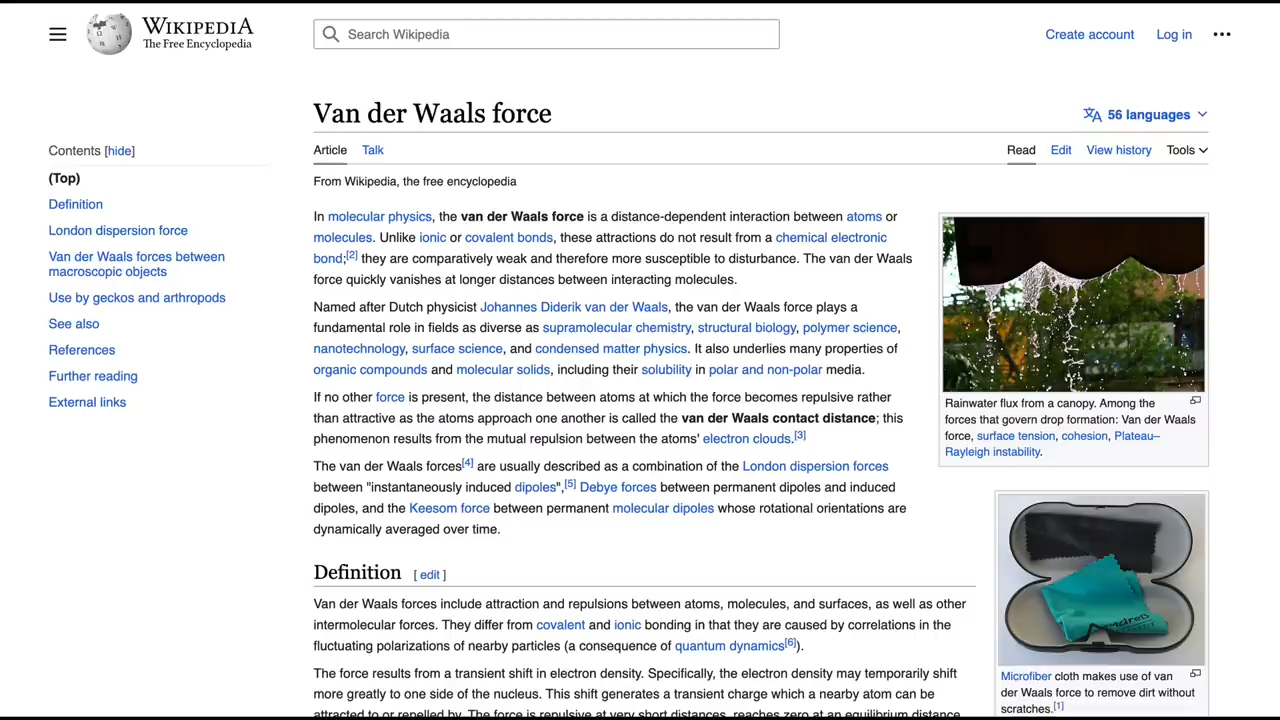 WIKIPEDIA
The Free Encyclopedia
Search Wikipedia
Create account
Log in
Van der Waals force
56 languages
Article
Talk
Read
Edit
View history
Tools
From Wikipedia, the free encyclopedia
Contents [hide]
(Top)
Definition
London dispersion force
Van der Waals forces between
macroscopic objects
Use by geckos and arthropods
See also
References
Further reading
External links
In molecular physics, the van der Waals force is a distance-dependent interaction between atoms or
molecules. Unlike ionic or covalent bonds, these attractions do not result from a chemical electronic
bond;[2] they are comparatively weak and therefore more susceptible to disturbance. The van der Waals
force quickly vanishes at longer distances between interacting molecules.
Named after Dutch physicist Johannes Diderik van der Waals, the van der Waals force plays a
fundamental role in fields as diverse as supramolecular chemistry, structural biology, polymer science,
nanotechnology, surface science, and condensed matter physics. It also underlies many properties of
organic compounds and molecular solids, including their solubility in polar and non-polar media.
If no other force is present, the distance between atoms at which the force becomes repulsive rather
than attractive as the atoms approach one another is called the van der Waals contact distance; this
phenomenon results from the mutual repulsion between the atoms' electron clouds.[3]
The van der Waals forces[4] are usually described as a combination of the London dispersion forces
between "instantaneously induced dipoles",[5] Debye forces between permanent dipoles and induced
dipoles, and the Keesom force between permanent molecular dipoles whose rotational orientations are
dynamically averaged over time.
Rainwater flux from a canopy. Among the
forces that govern drop formation: Van der Waals
force, surface tension, cohesion, Plateau–
Rayleigh instability.
Definition [ edit ]
Van der Waals forces include attraction and repulsions between atoms, molecules, and surfaces, as well as other
intermolecular forces. They differ from covalent and ionic bonding in that they are caused by correlations in the
fluctuating polarizations of nearby particles (a consequence of quantum dynamics[6]).
The force results from a transient shift in electron density. Specifically, the electron density may temporarily shift
more greatly to one side of the nucleus. This shift generates a transient charge which a nearby atom can be
attracted to or repelled by. The force is repulsive at very short distances, reaches zero at an equilibrium distance
Microfiber cloth makes use of van
der Waals force to remove dirt without
scratches.[1]